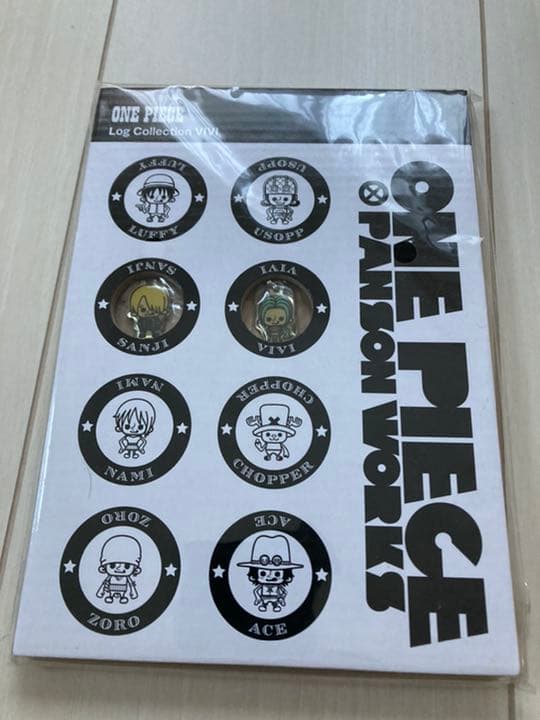 ONE PIECE
Log Collection VIVI
LUFFY
LUFFY
USOPP
USOPP
SANJI
SANJI
VIVI
VIVI
NAMI
NAMI
CHOPPER
CHOPPER
ZORO
ZORO
ACE
ACE
ONE PIECE
PANSON WORKS